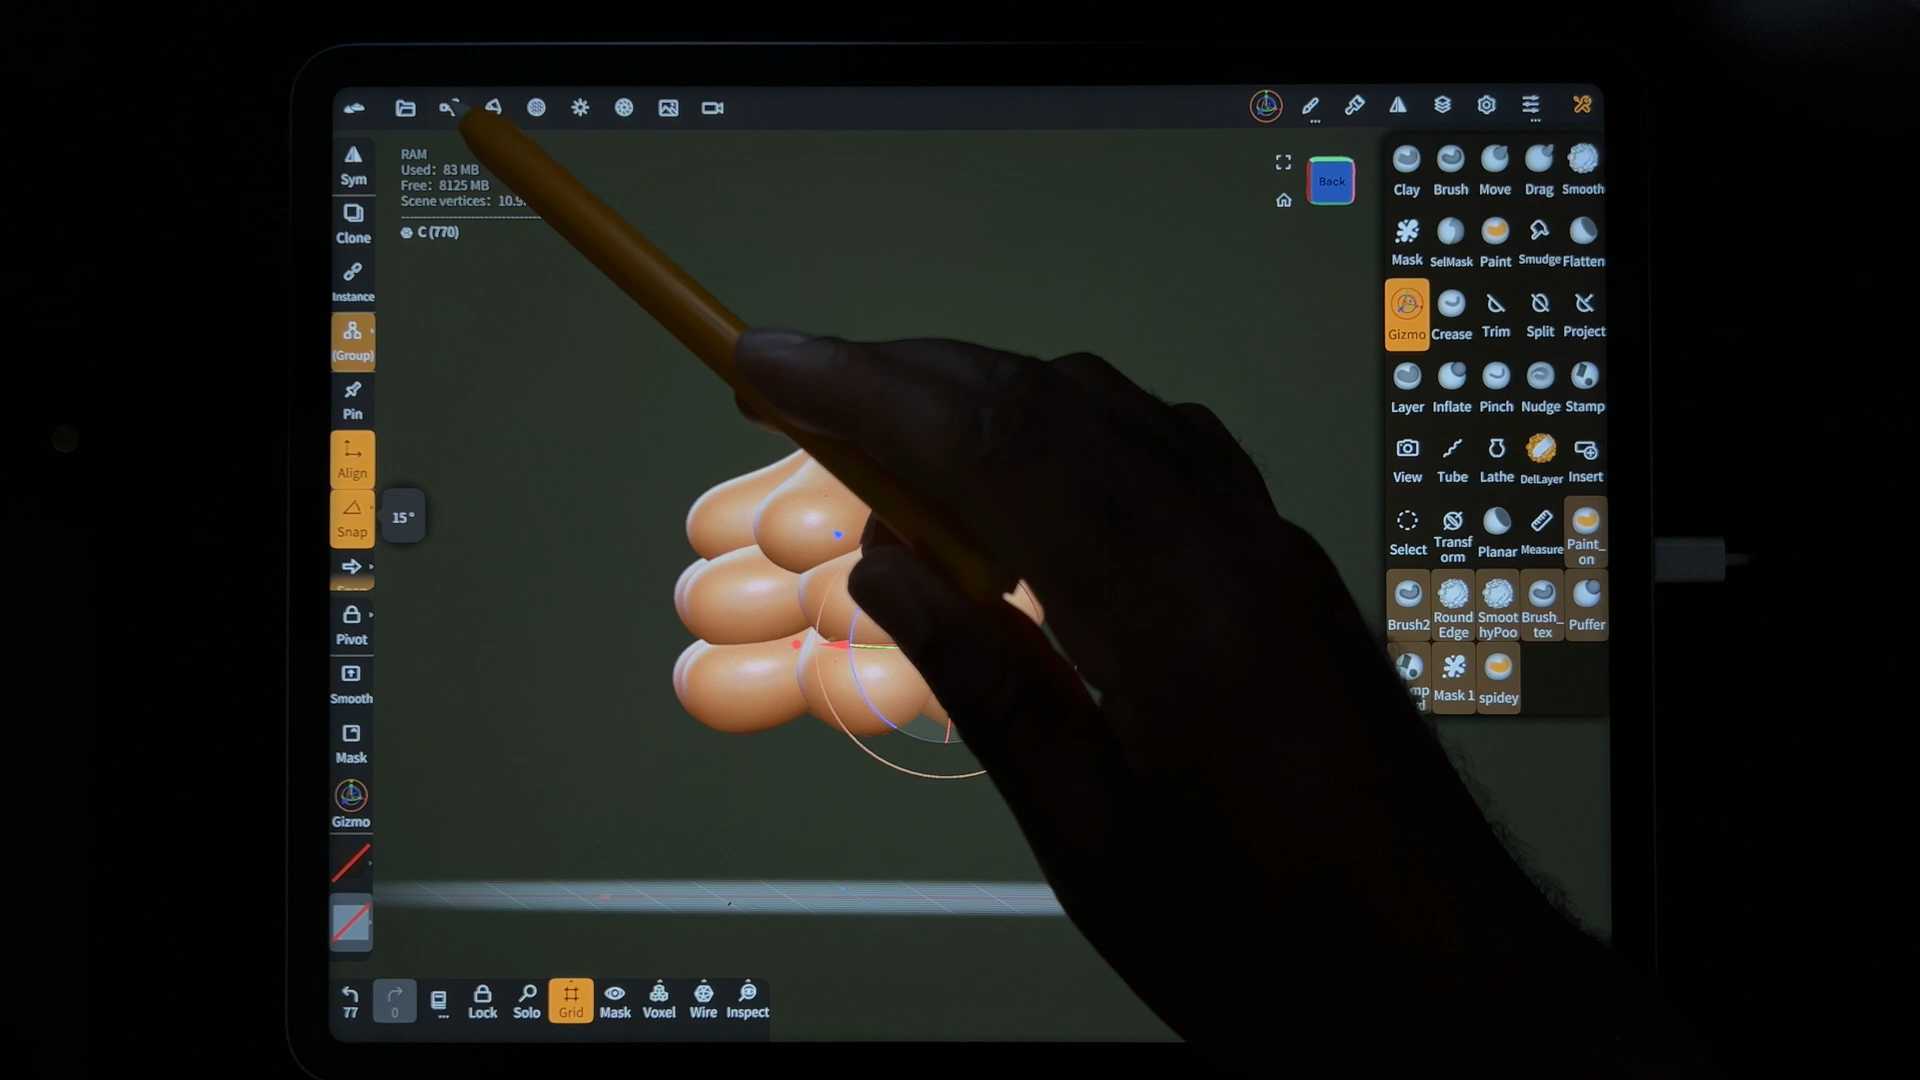 RAM
Used: 83 MB
Free: 8125 MB
Scene vertices: 10.9
C (770)
Back
Sym
Clone
Instance
(Group)
Pin
Align
Snap
15°
Pivot
Smooth
Mask
Gizmo
Clay Brush Move Drag Smooth
Mask SelMask Paint Smudge Flatten
Gizmo Crease Trim Split Project
Layer Inflate Pinch Nudge Stamp
View Tube Lathe DelLayer Insert
Select Transf
orm Planar Measure Paint_
on
Brush2 Round
Edge Smoot
hyPoo Brush_
tex Puffer
Mask 1 spidey
77 0 Lock Solo Grid Mask Voxel Wire Inspect